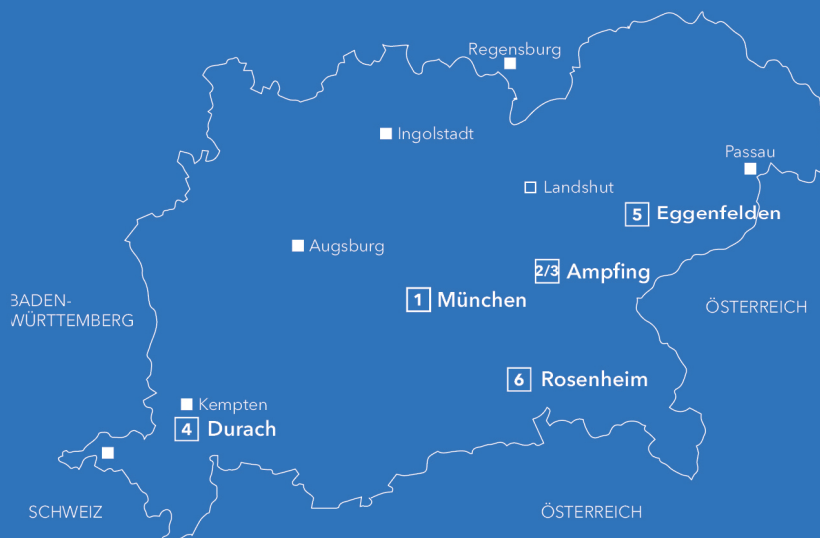 Regensburg
Ingolstadt
Passau
Landshut
5 Eggenfelden
Augsburg
2/3 Ampfing
1 München
BADEN-
WÜRTTEMBERG
ÖSTERREICH
6 Rosenheim
Kempten
4 Durach
SCHWEIZ
ÖSTERREICH